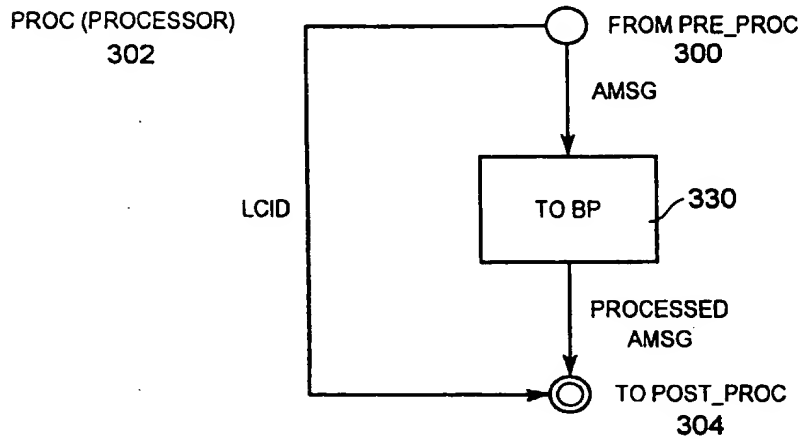 PROC (PROCESSOR)
302
FROM PRE_PROC
300
AMSG
LCID
TO BP
330
PROCESSED
AMSG
TO POST_PROC
304